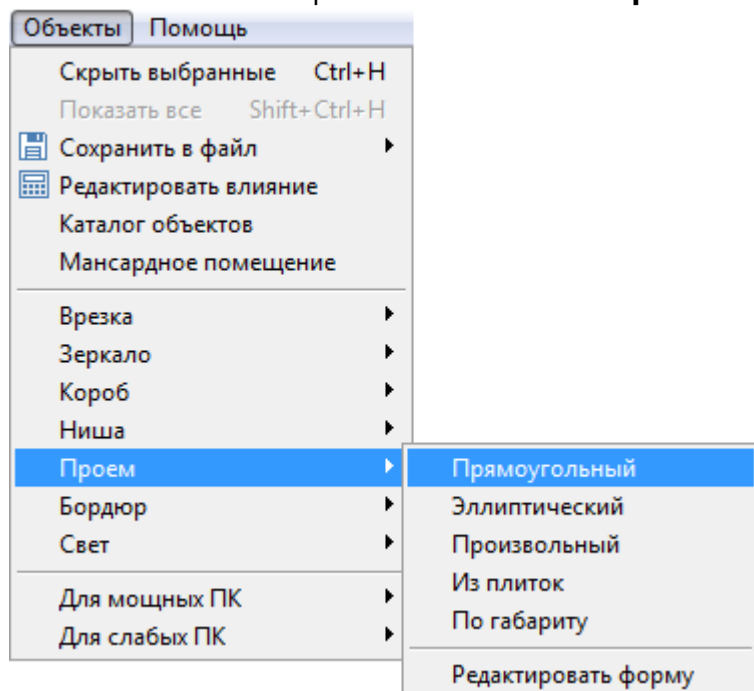 Объекты Помощь
Скрыть выбранные Ctrl+H
Показать все Shift+Ctrl+H
Сохранить в файл
Редактировать влияние
Каталог объектов
Мансардное помещение
Врезка
Зеркало
Короб
Ниша
Проем
Бордюр
Свет
Для мощных ПК
Для слабых ПК
Прямоугольный
Эллиптический
Произвольный
Из плиток
По габариту
Редактировать форму